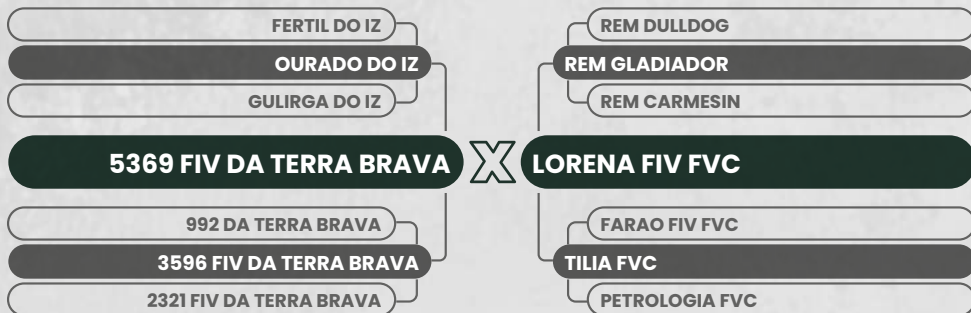 FERTIL DO IZ
OURADO DO IZ
GULIRGA DO IZ
5369 FIV DA TERRA BRAVA
992 DA TERRA BRAVA
3596 FIV DA TERRA BRAVA
2321 FIV DA TERRA BRAVA
X
REM DULLDOG
REM GLADIADOR
REM CARMESIN
LORENA FIV FVC
FARAO FIV FVC
TILIA FVC
PETROLOGIA FVC